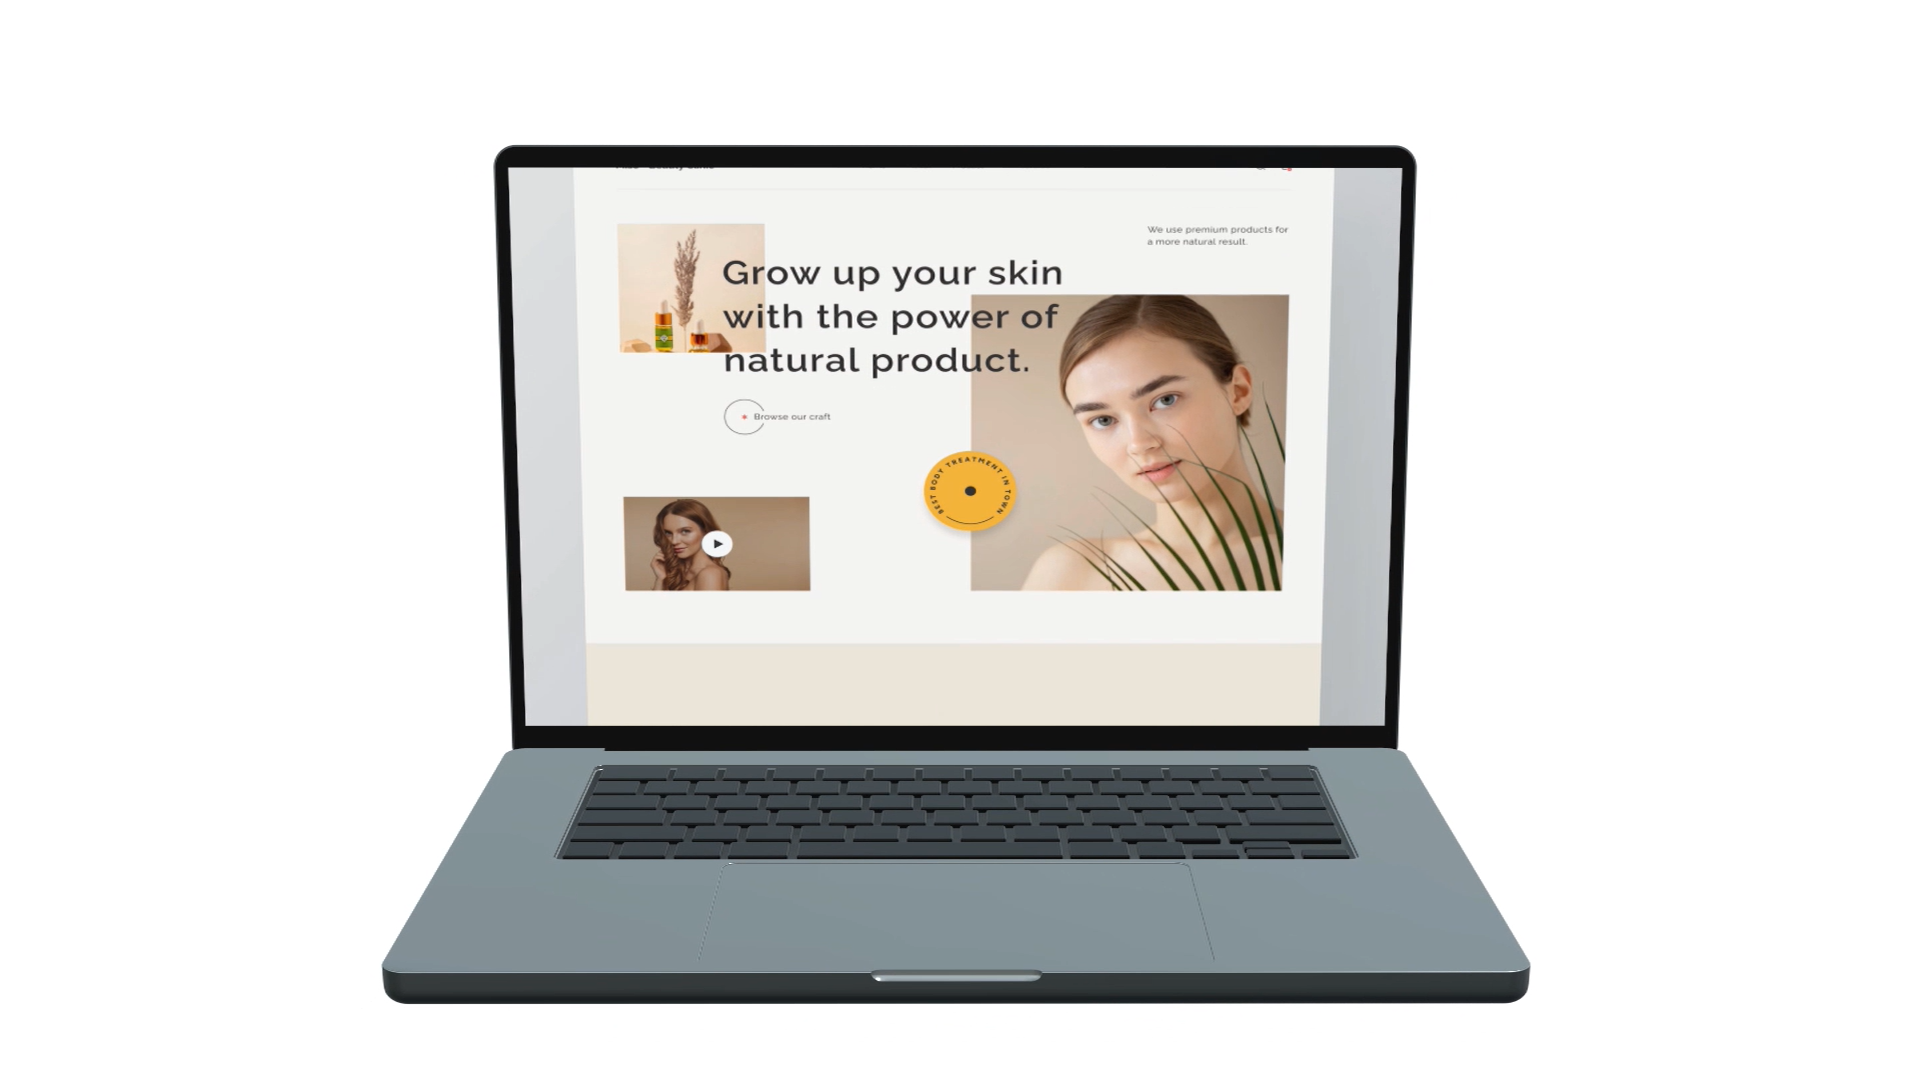 We use premium products for
a more natural result.
Grow up your skin
with the power of
natural product.
Browse our craft
BEST BODY TREATMENT IN TOWN